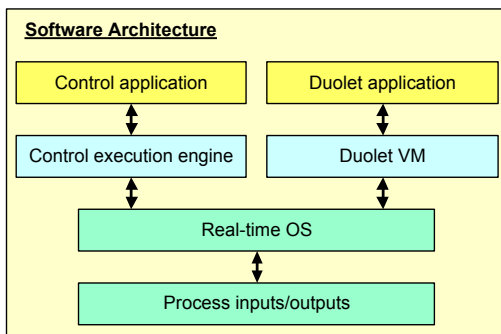 Software Architecture
Control application
Duolet application
Control execution engine
Duolet VM
Real-time OS
Process inputs/outputs